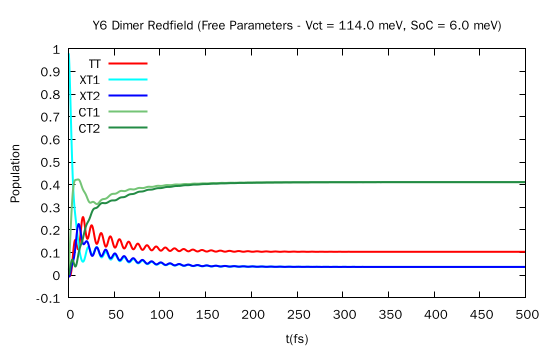 Y6 Dimer Redfield (Free Parameters - Vct = 114.0 meV, SoC = 6.0 meV)
1
0.9
0.8
0.7
0.6
0.5
0.4
0.3
0.2
0.1
0
-0.1
Population
TT
XT1
XT2
CT1
CT2
0 50 100 150 200 250 300 350 400 450 500
t(fs)